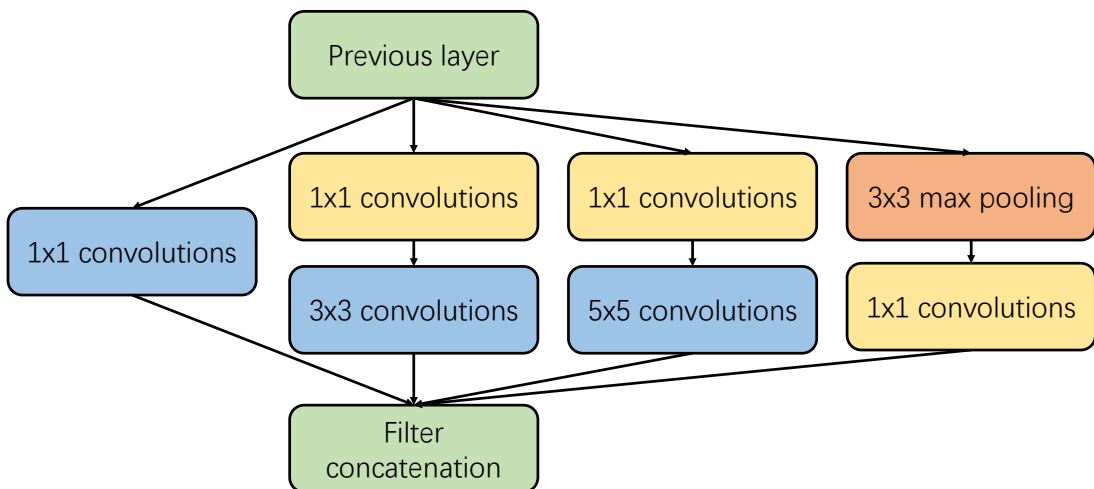 Previous layer
1x1 convolutions
1x1 convolutions
3x3 max pooling
1x1 convolutions
3x3 convolutions
5x5 convolutions
1x1 convolutions
Filter
concatenation